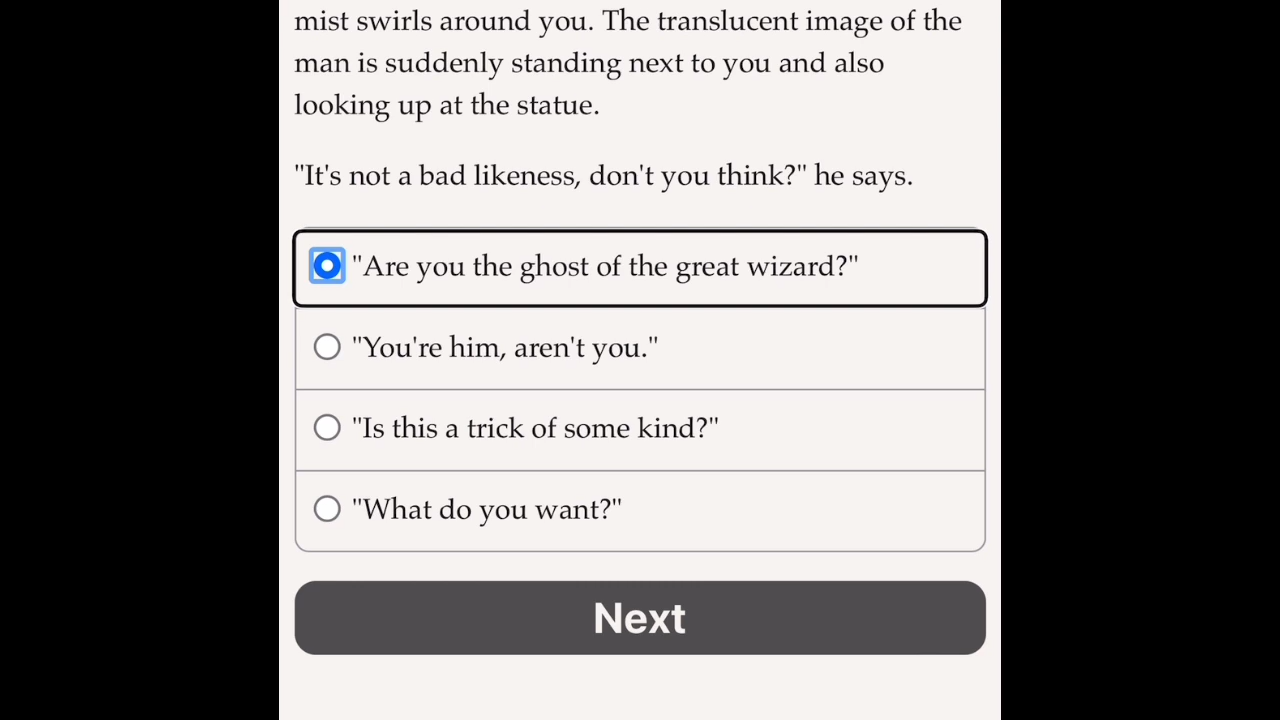 mist swirls around you. The translucent image of the
man is suddenly standing next to you and also
looking up at the statue.
"It's not a bad likeness, don't you think?" he says.
"Are you the ghost of the great wizard?"
"You're him, aren't you."
"Is this a trick of some kind?"
"What do you want?"
Next